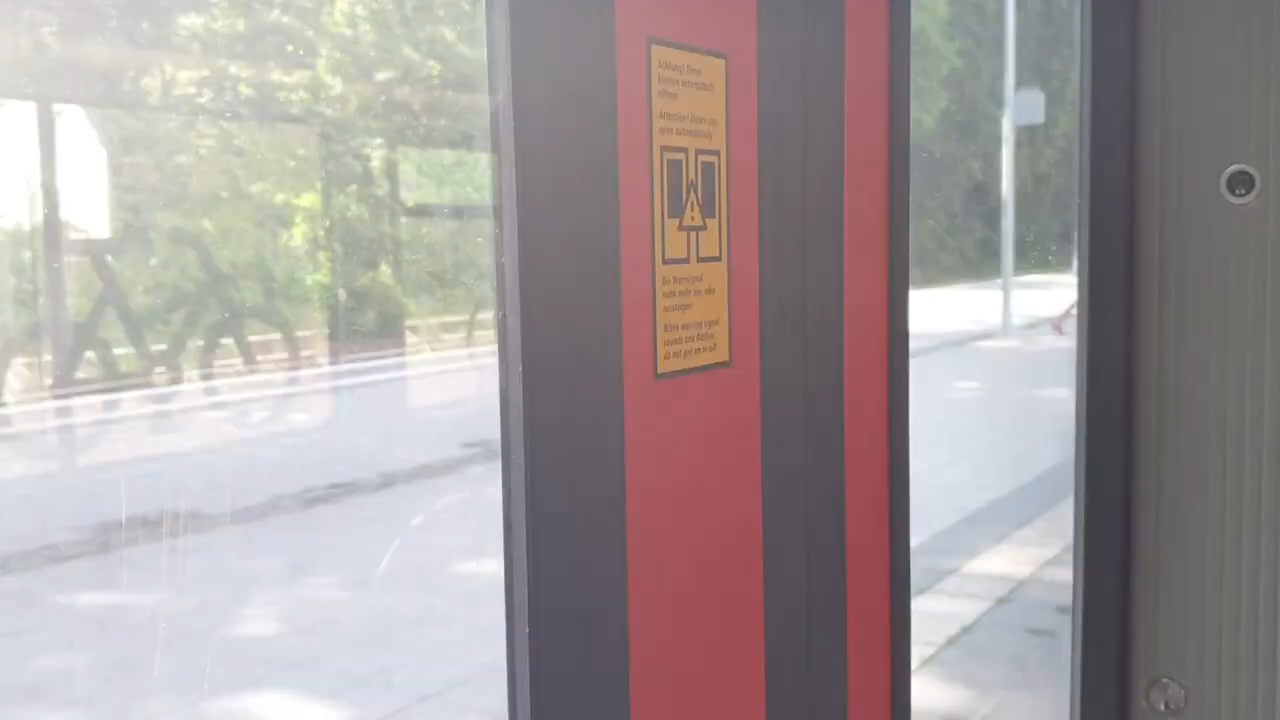 Achtung! Türen
können automatisch
öffnen
Attention! Doors can
open automatically
Bei Warnsignal
nicht mehr ein- oder
aussteigen
When warning signal
sounds and flashes
do not get on or off